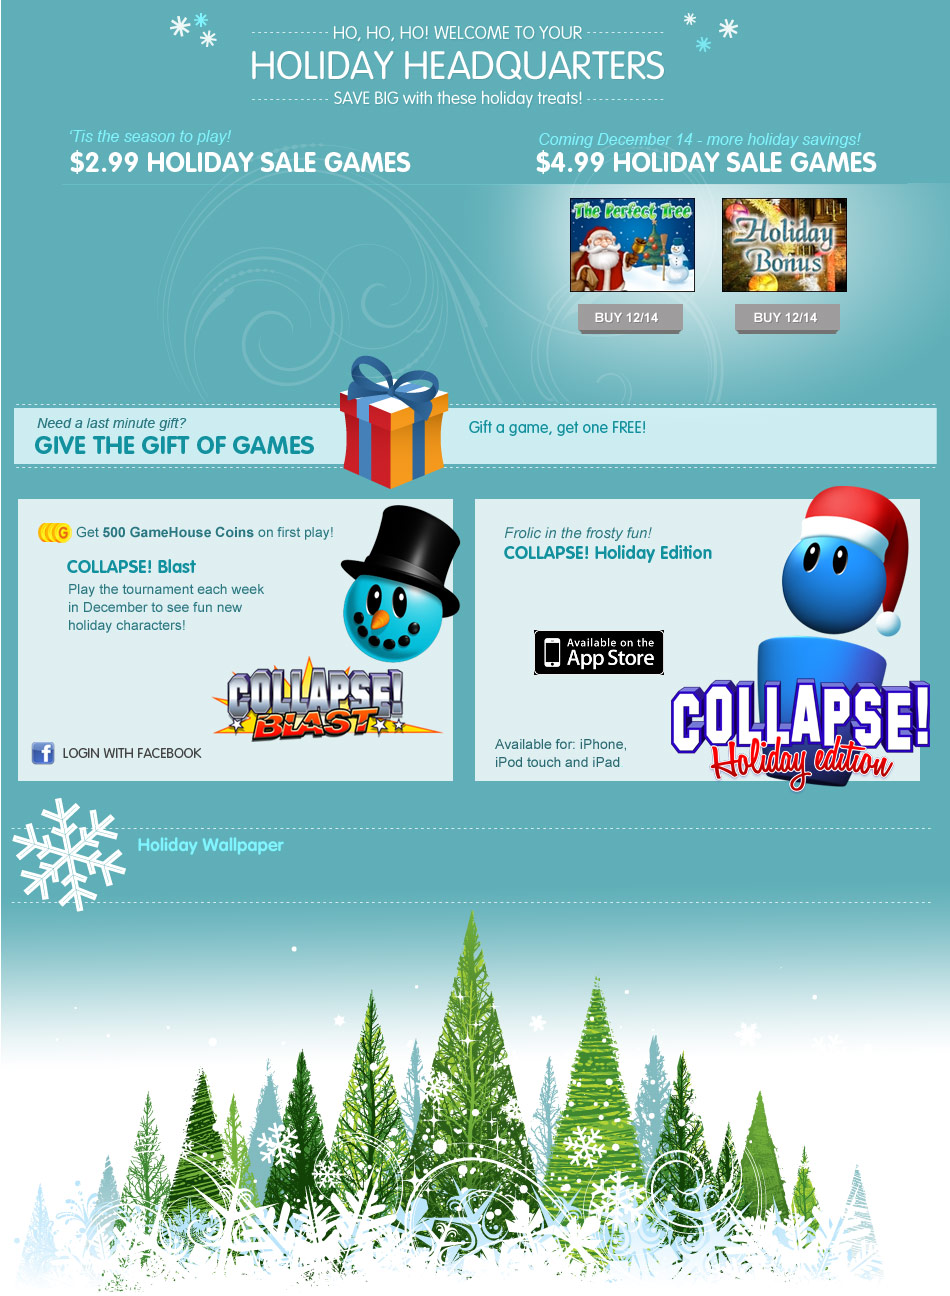 HO, HO, HO! WELCOME TO YOUR
HOLIDAY HEADQUARTERS
SAVE BIG with these holiday treats!
'Tis the season to play!
$2.99 HOLIDAY SALE GAMES
Coming December 14 - more holiday savings!
$4.99 HOLIDAY SALE GAMES
The Perfect Tree
Holiday
Bonus
BUY 12/14
BUY 12/14
Need a last minute gift?
GIVE THE GIFT OF GAMES
Gift a game, get one FREE!
G Get 500 GameHouse Coins on first play!
COLLAPSE! Blast
Play the tournament each week
in December to see fun new
holiday characters!
COLLAPSE!
BLAST
f LOGIN WITH FACEBOOK
Frolic in the frosty fun!
COLLAPSE! Holiday Edition
Available on the
App Store
COLLAPSE!
Holiday edition
Available for: iPhone,
iPod touch and iPad
Holiday Wallpaper